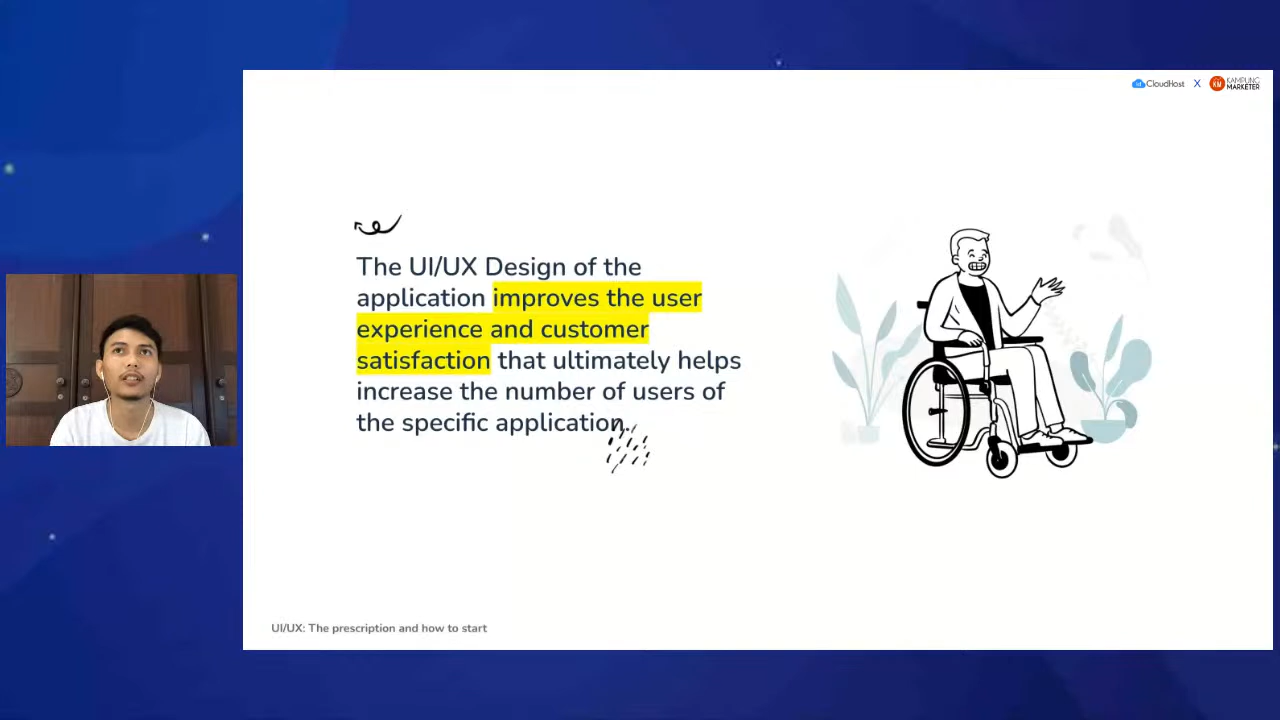 CloudHost X KAMPUNG MARKETER
The UI/UX Design of the
application improves the user
experience and customer
satisfaction that ultimately helps
increase the number of users of
the specific application.
UI/UX: The prescription and how to start